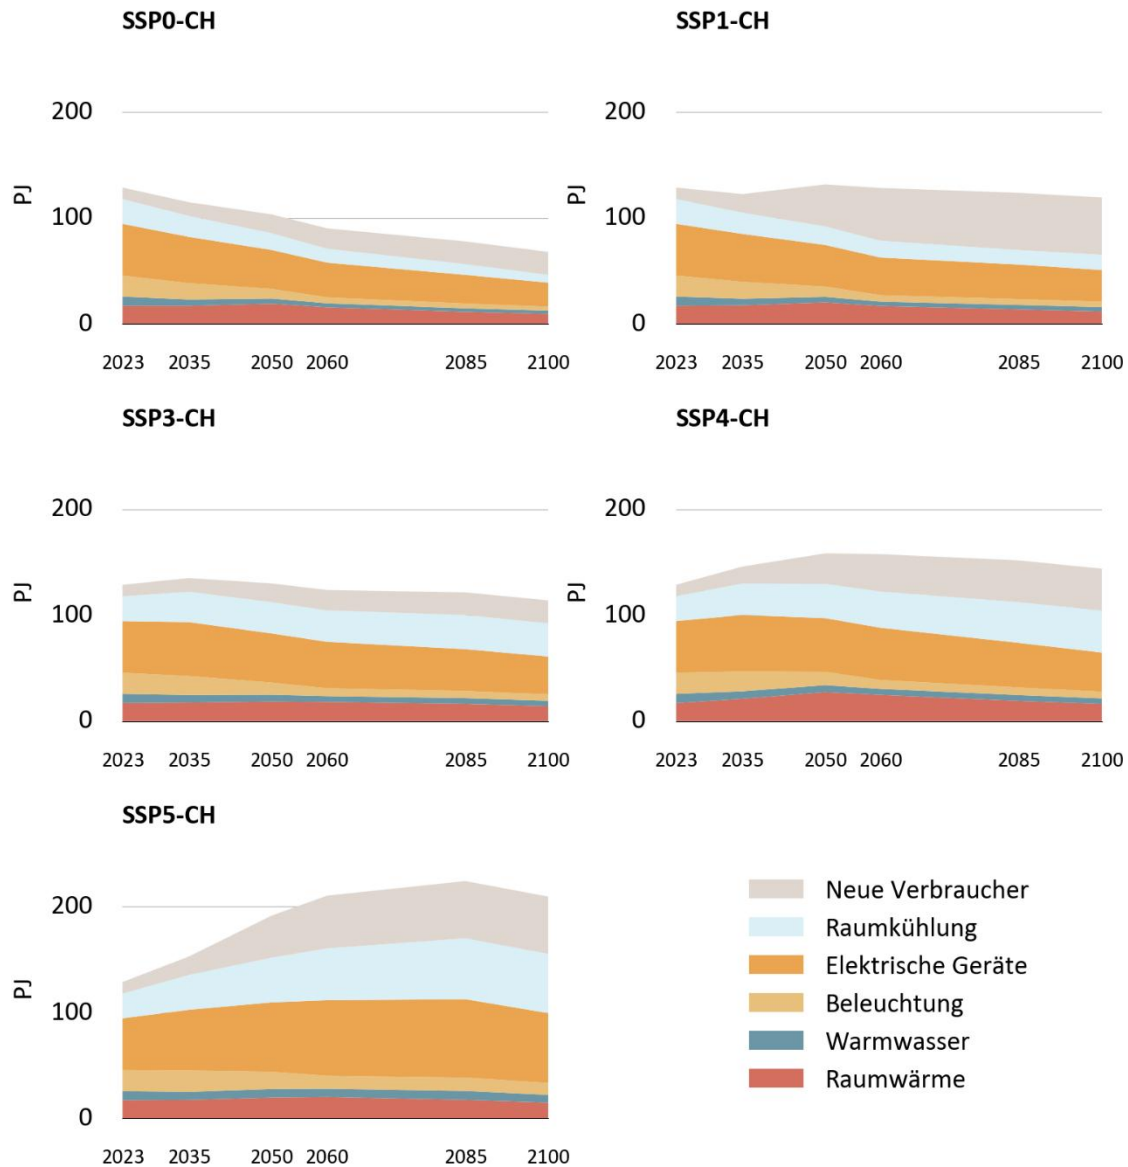 SSP0-CH
SSP1-CH
200
200
PJ
PJ
100
100
0
0
2023 2035 2050 2060 2085 2100
2023 2035 2050 2060 2085 2100
SSP3-CH
SSP4-CH
200
200
PJ
PJ
100
100
0
0
2023 2035 2050 2060 2085 2100
2023 2035 2050 2060 2085 2100
SSP5-CH
200
PJ
100
0
2023 2035 2050 2060 2085 2100
Neue Verbraucher
Raumkühlung
Elektrische Geräte
Beleuchtung
Warmwasser
Raumwärme